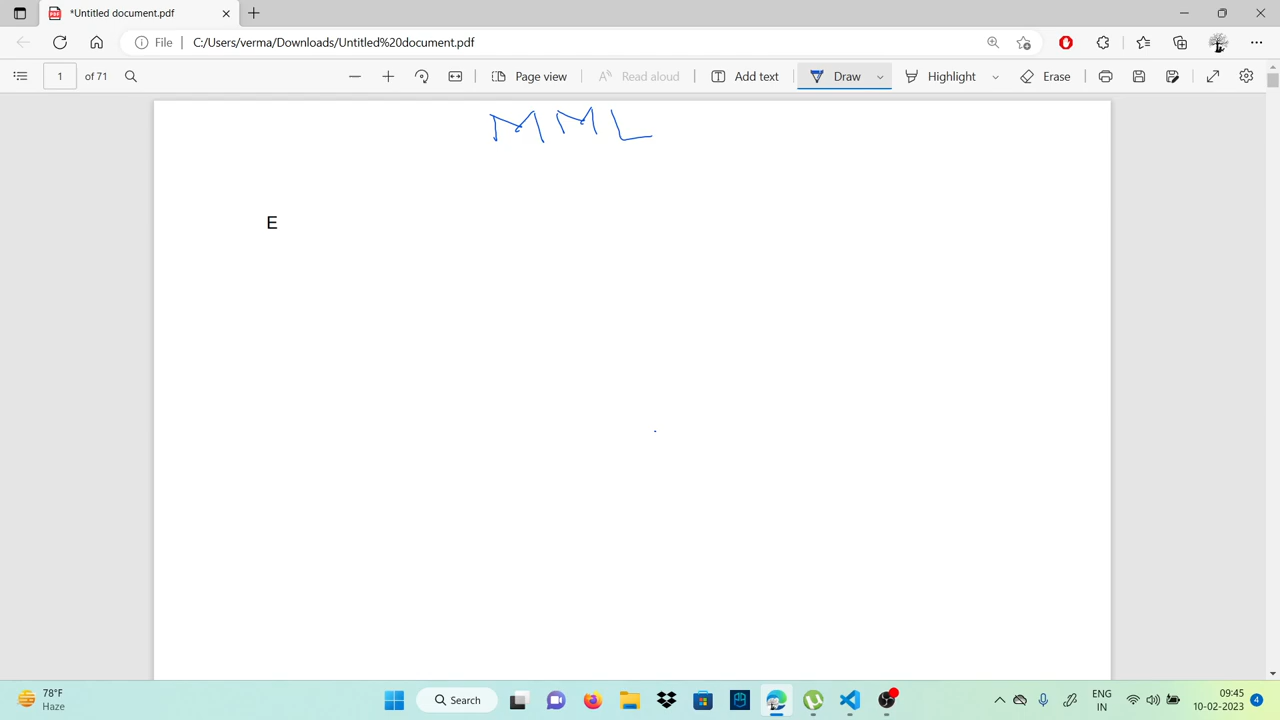 *Untitled document.pdf
File C:/Users/verma/Downloads/Untitled%20document.pdf
1 of 71 Page view Read aloud Add text Draw Highlight Erase
MML
E
78°F
Haze
Search
ENG
IN
09:45
10-02-2023
4